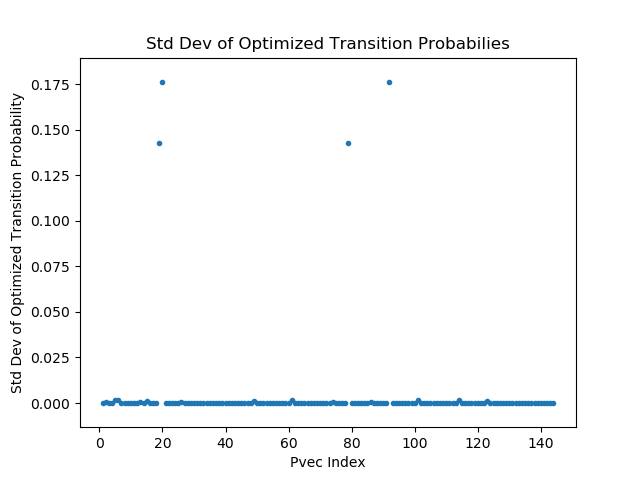 Std Dev of Optimized Transition Probabilies
0.175
0.150
0.125
0.100
0.075
0.050
0.025
0.000
Std Dev of Optimized Transition Probability
0 20 40 60 80 100 120 140
Pvec Index